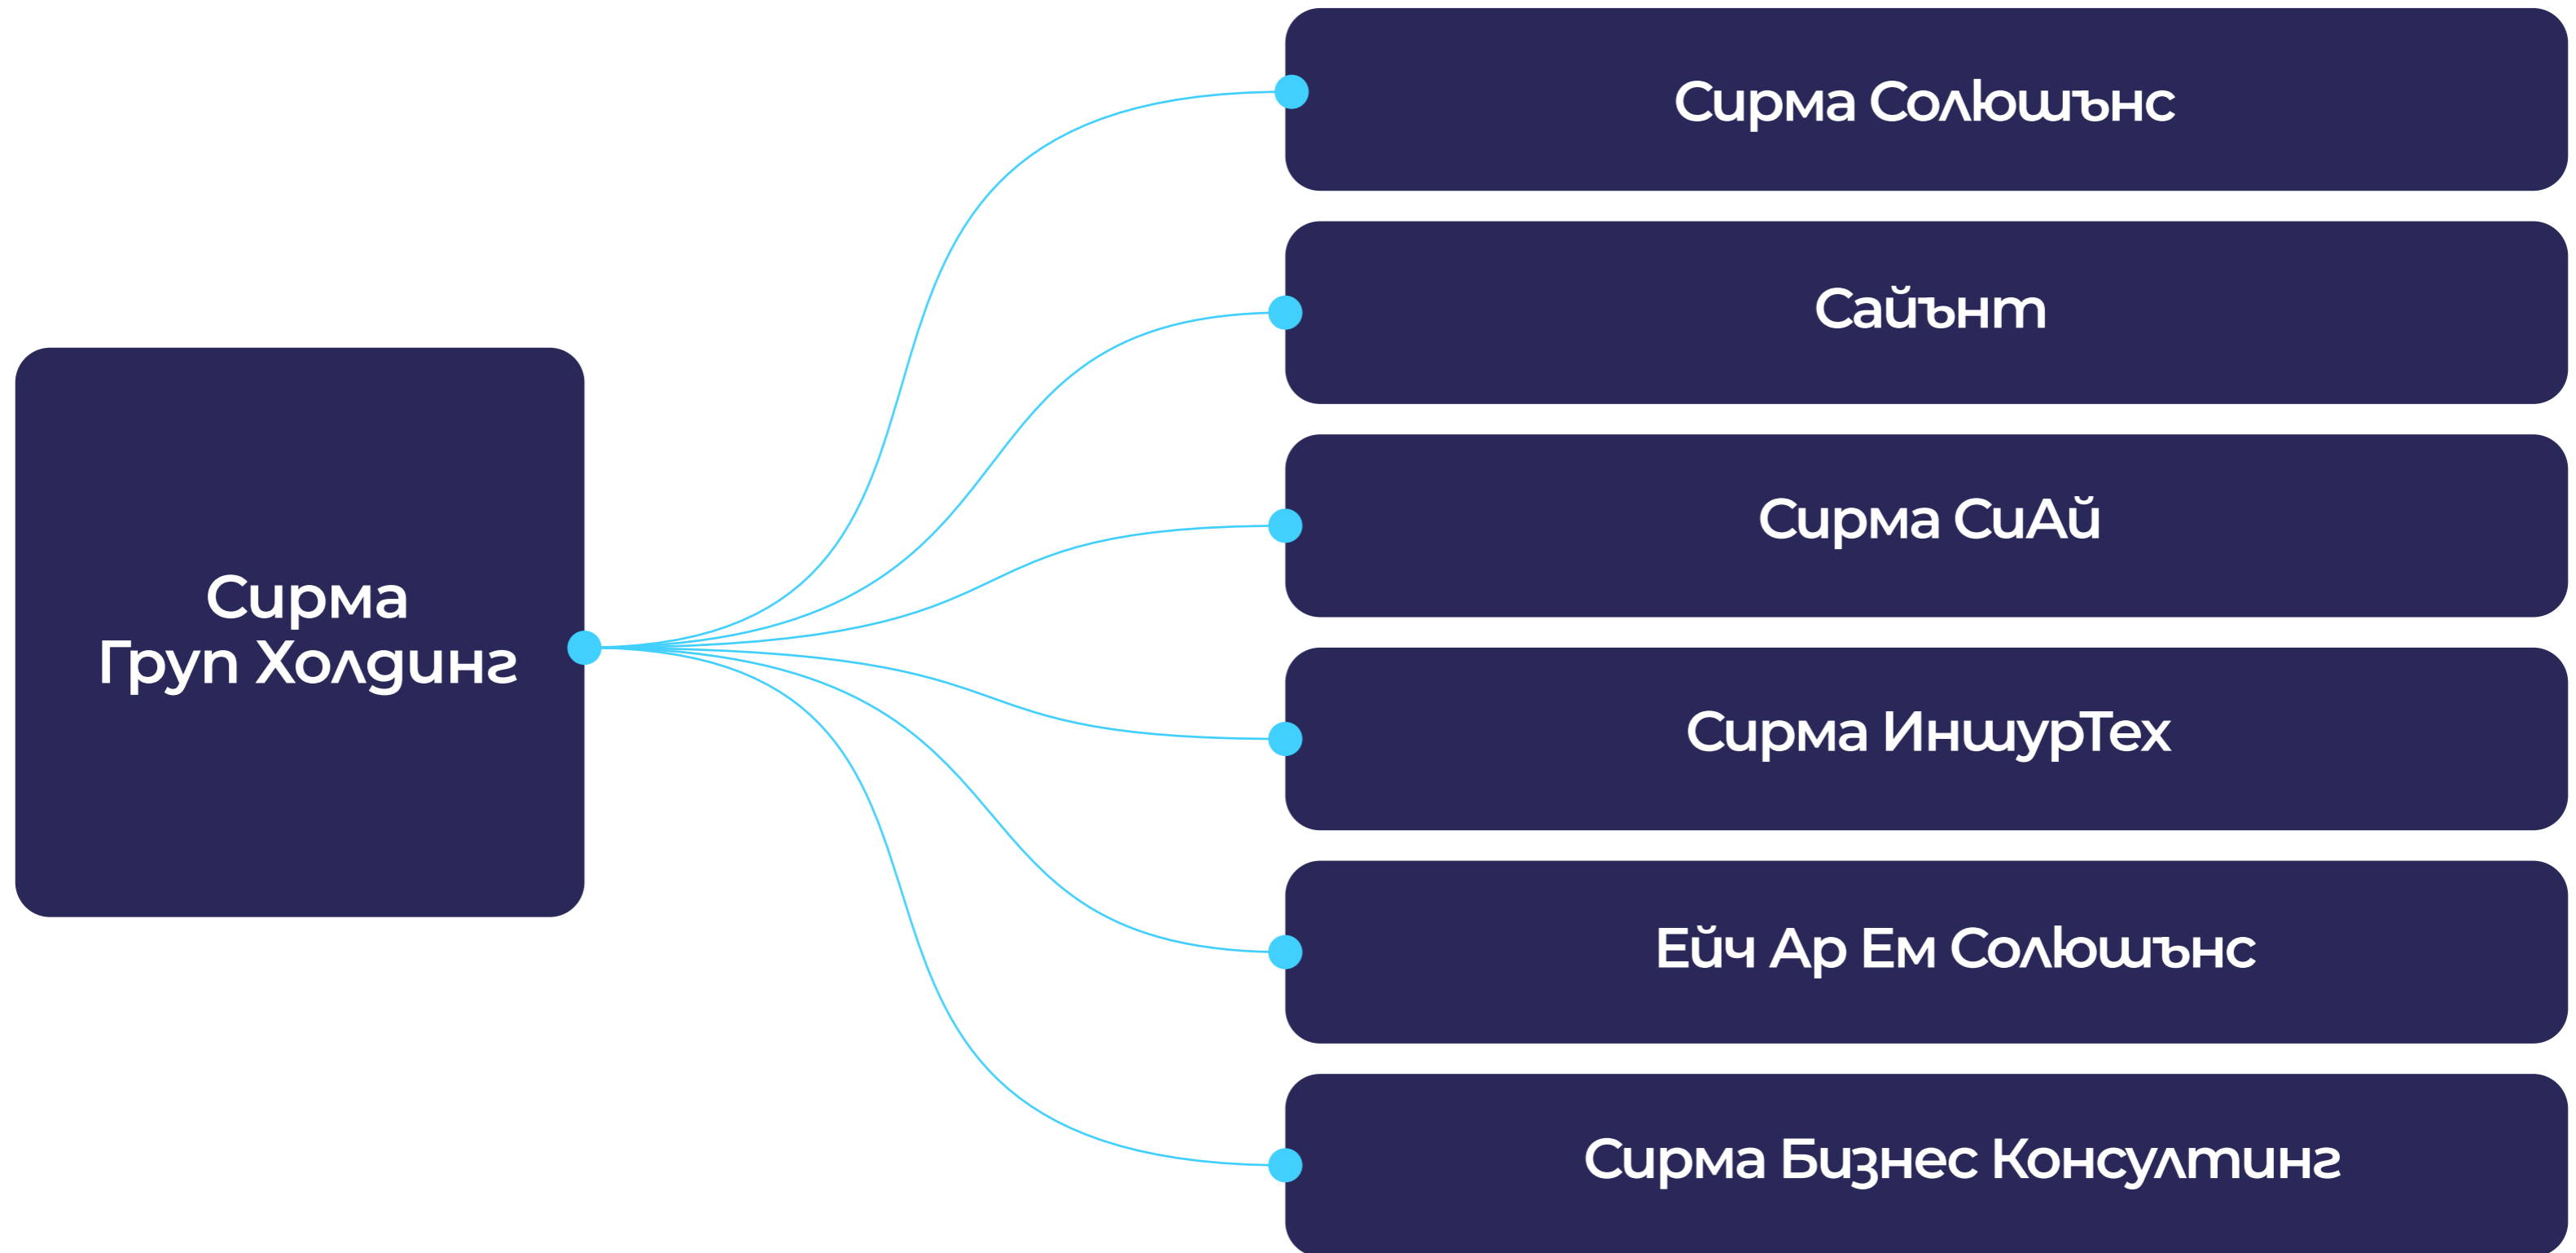 Сирма
Груп Холдинг
Сирма Солюшънс
Сайънт
Сирма СиАй
Сирма ИншурТех
Ейч Ар Ем Солюшънс
Сирма Бизнес Консултинг